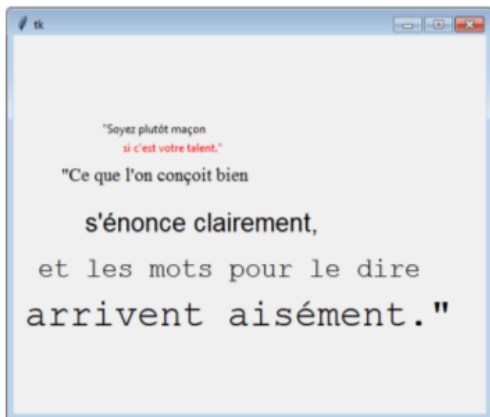 tk
"Soyez plutôt maçon
si c'est votre talent."
"Ce que l'on conçoit bien
s'énonce clairement,
et les mots pour le dire
arrivent aisément."